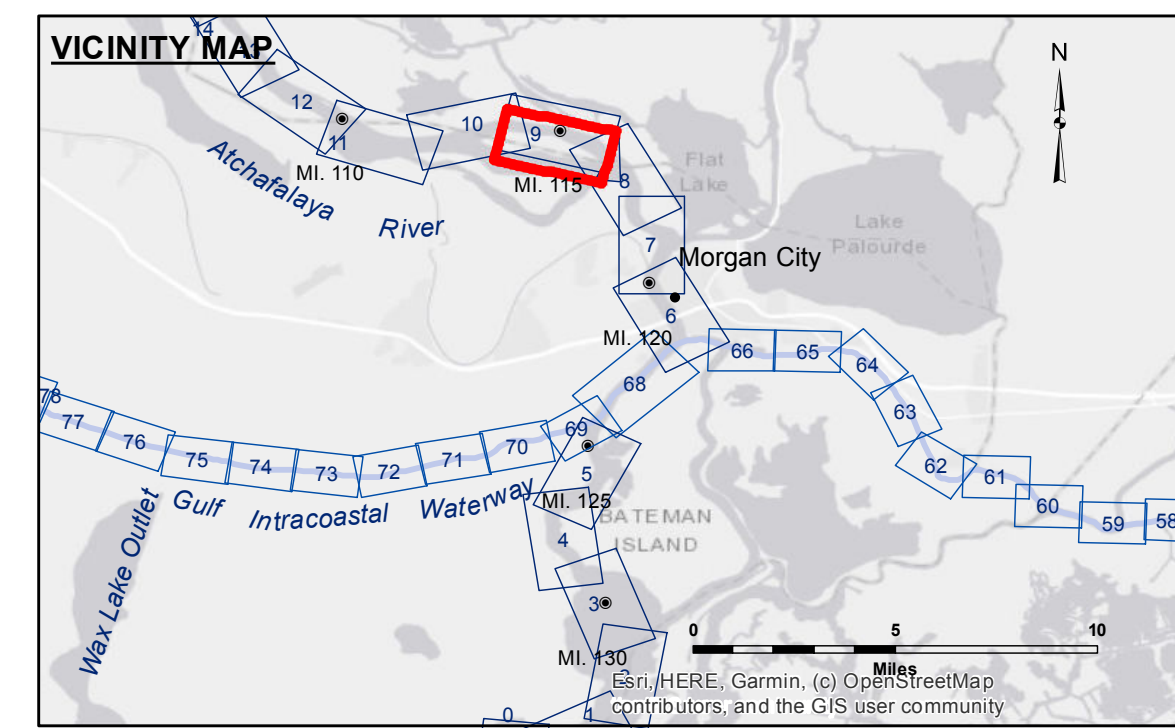 VICINITY MAP
N
14
13
12
11
10
9
8
MI. 110
MI. 115
Atchafalaya
River
Flat
Lake
Lake
Palourde
7
Morgan City
6
MI. 120
66
65
64
63
62
61
60
59
58
68
69
70
71
72
73
74
75
76
77
78
5
MI. 125
Gulf
Intracoastal
Waterway
Wax Lake Outlet
BATEMAN
ISLAND
4
3
MI. 130
2
1
0
0
5
10
Miles
Esri, HERE, Garmin, (c) OpenStreetMap
contributors, and the GIS user community